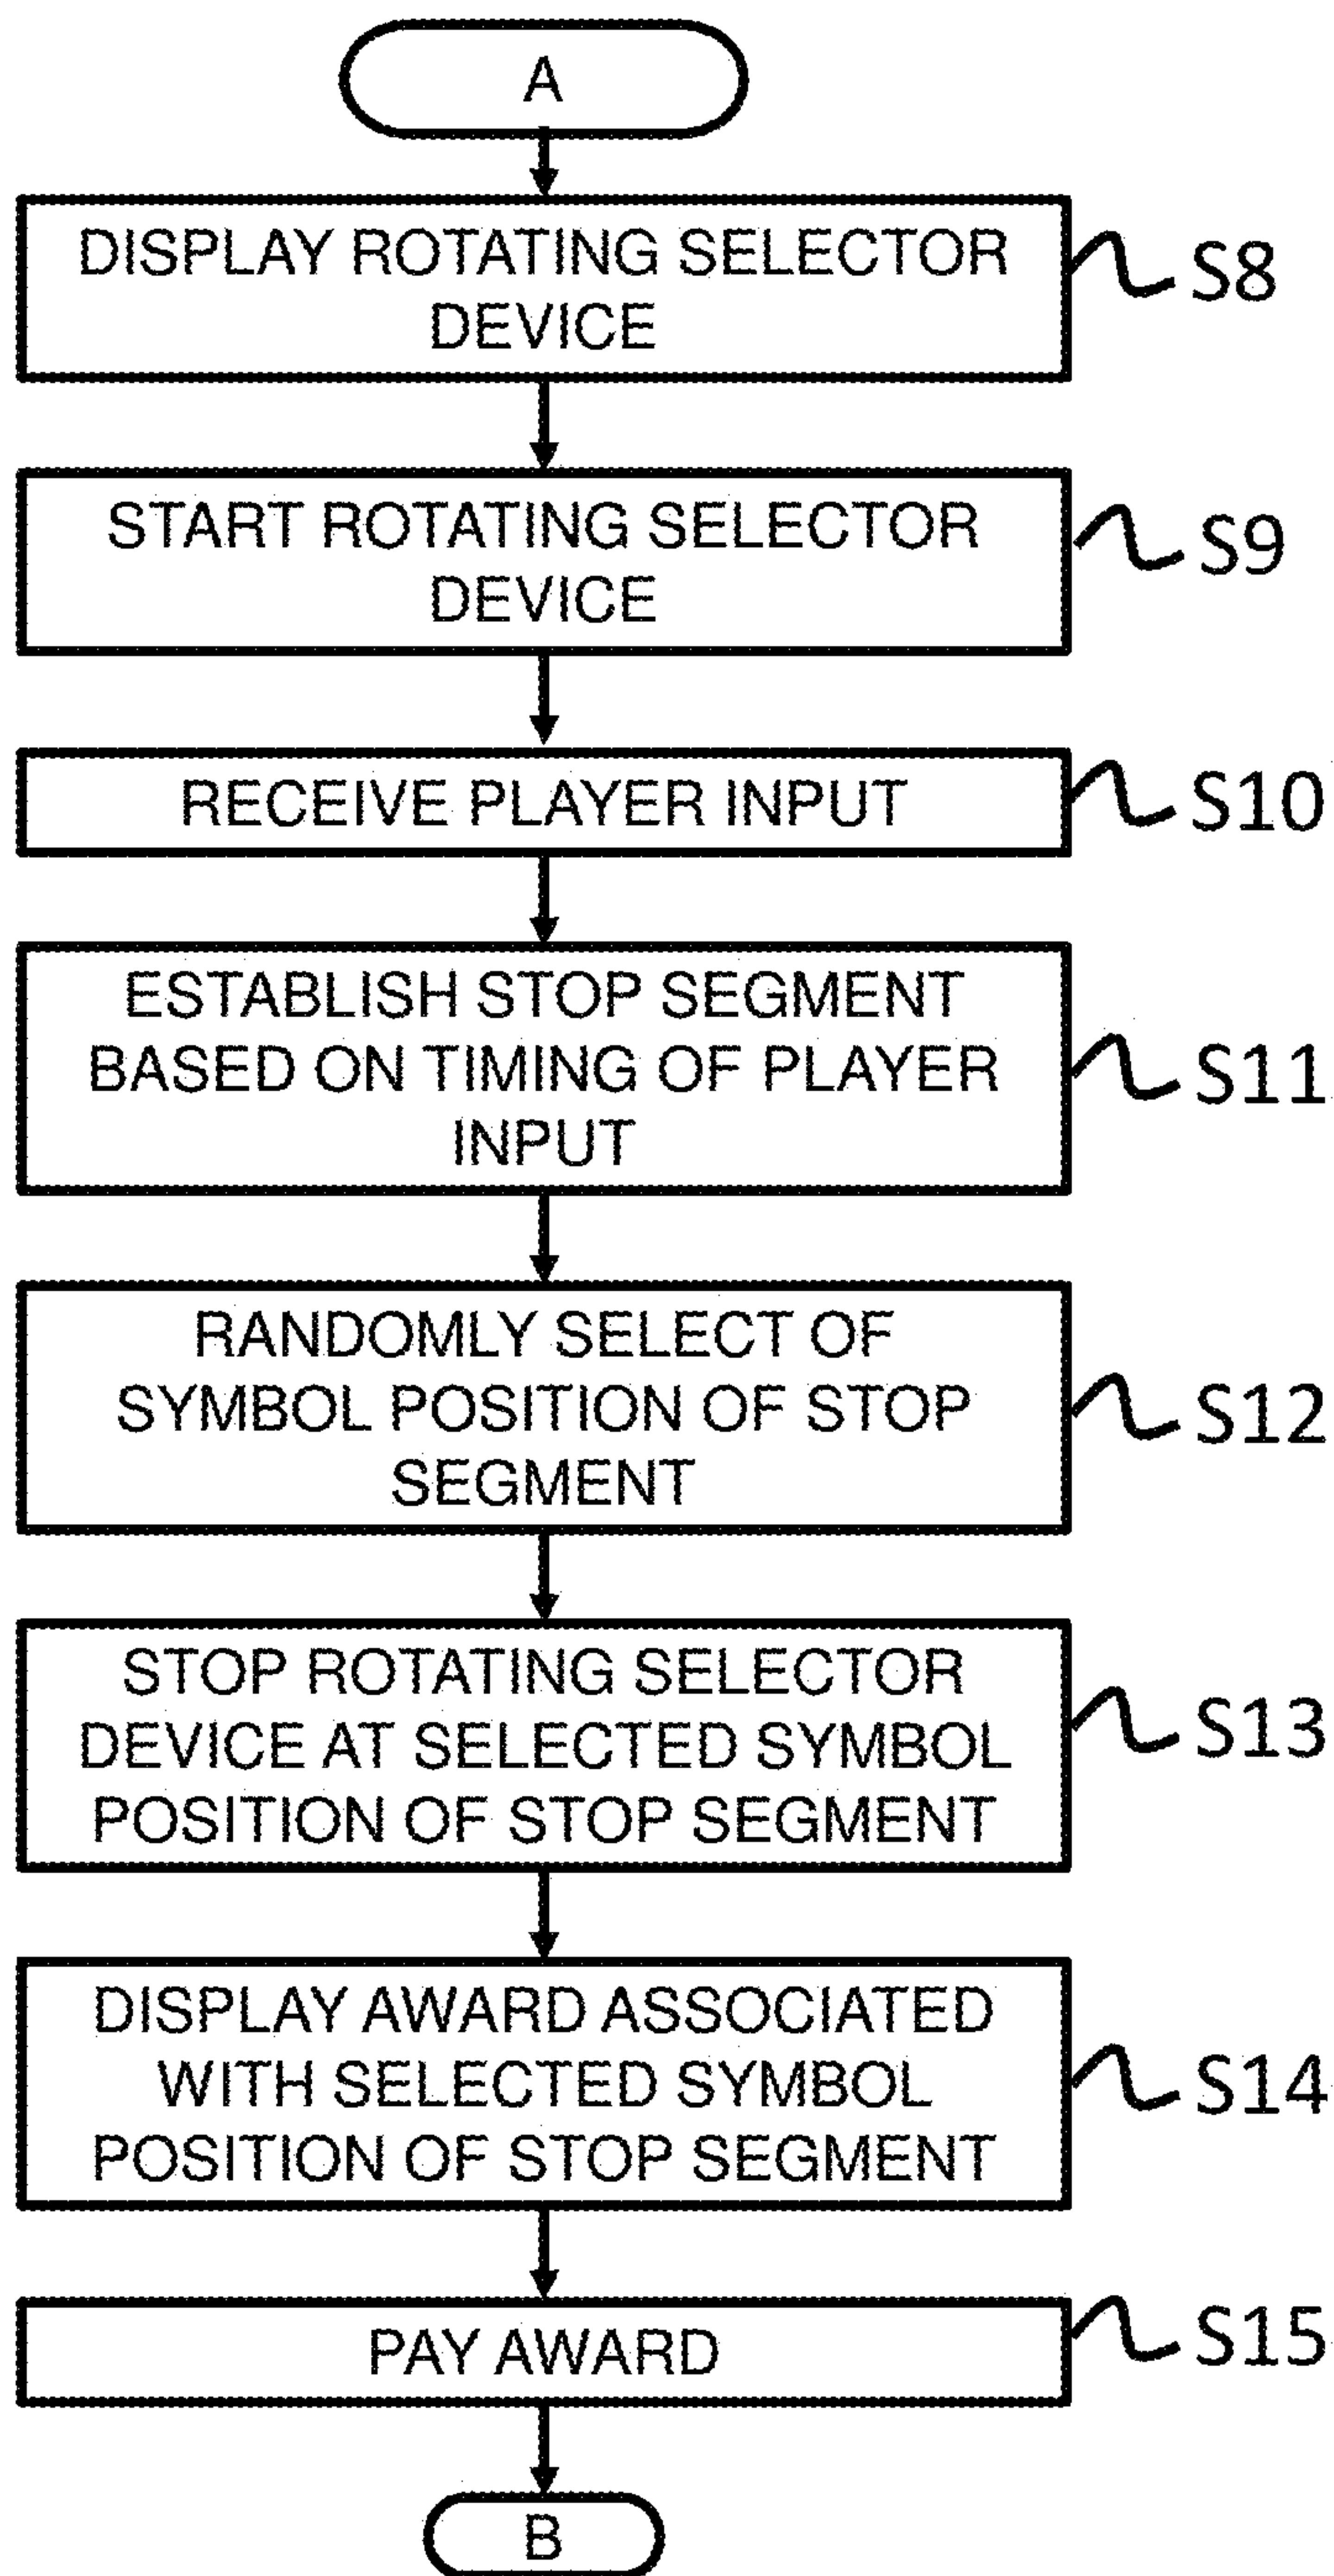 A
DISPLAY ROTATING SELECTOR
DEVICE
S8
START ROTATING SELECTOR
DEVICE
S9
RECEIVE PLAYER INPUT
S10
ESTABLISH STOP SEGMENT
BASED ON TIMING OF PLAYER
INPUT
S11
RANDOMLY SELECT OF
SYMBOL POSITION OF STOP
SEGMENT
S12
STOP ROTATING SELECTOR
DEVICE AT SELECTED SYMBOL
POSITION OF STOP SEGMENT
S13
DISPLAY AWARD ASSOCIATED
WITH SELECTED SYMBOL
POSITION OF STOP SEGMENT
S14
PAY AWARD
S15
B